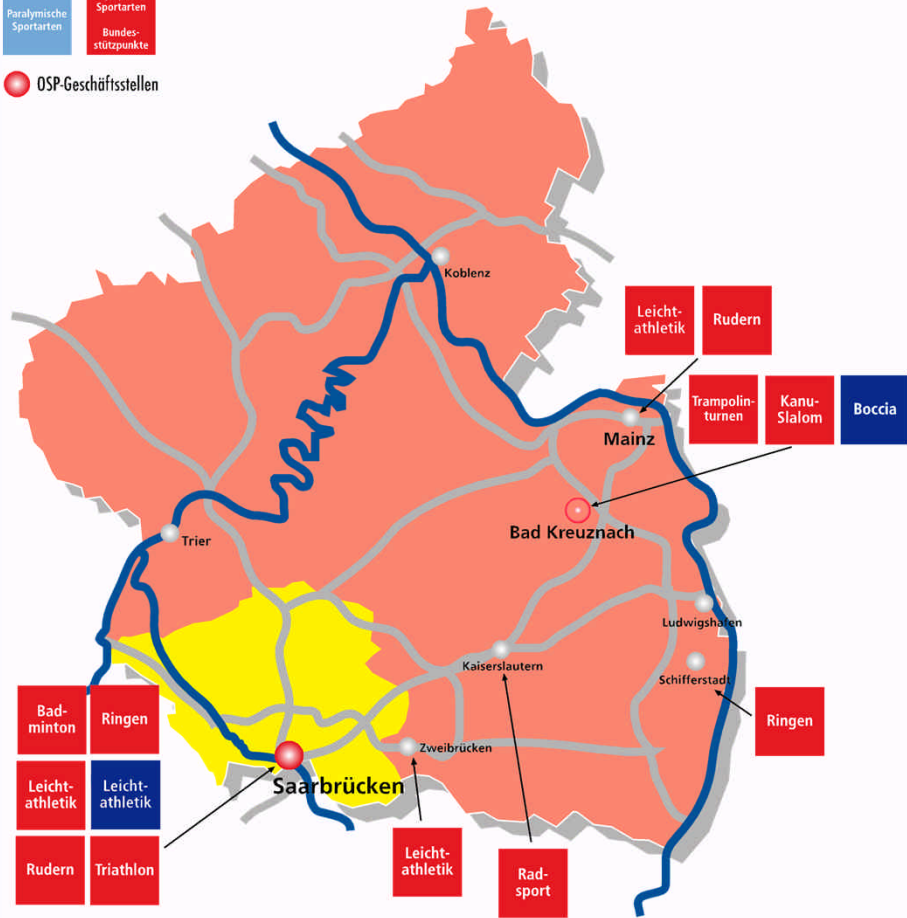 Paralymische
Sportarten
Sportarten
Bundes-
stützpunkte
OSP-Geschäftsstellen
Koblenz
Leicht-
athletik
Rudern
Trampolin-
turnen
Kanu-
Slalom
Boccia
Mainz
Bad Kreuznach
Trier
Ludwigshafen
Kaiserslautern
Schifferstadt
Bad-
minton
Ringen
Ringen
Zweibrücken
Leicht-
athletik
Leicht-
athletik
Saarbrücken
Rudern
Triathlon
Leicht-
athletik
Rad-
sport